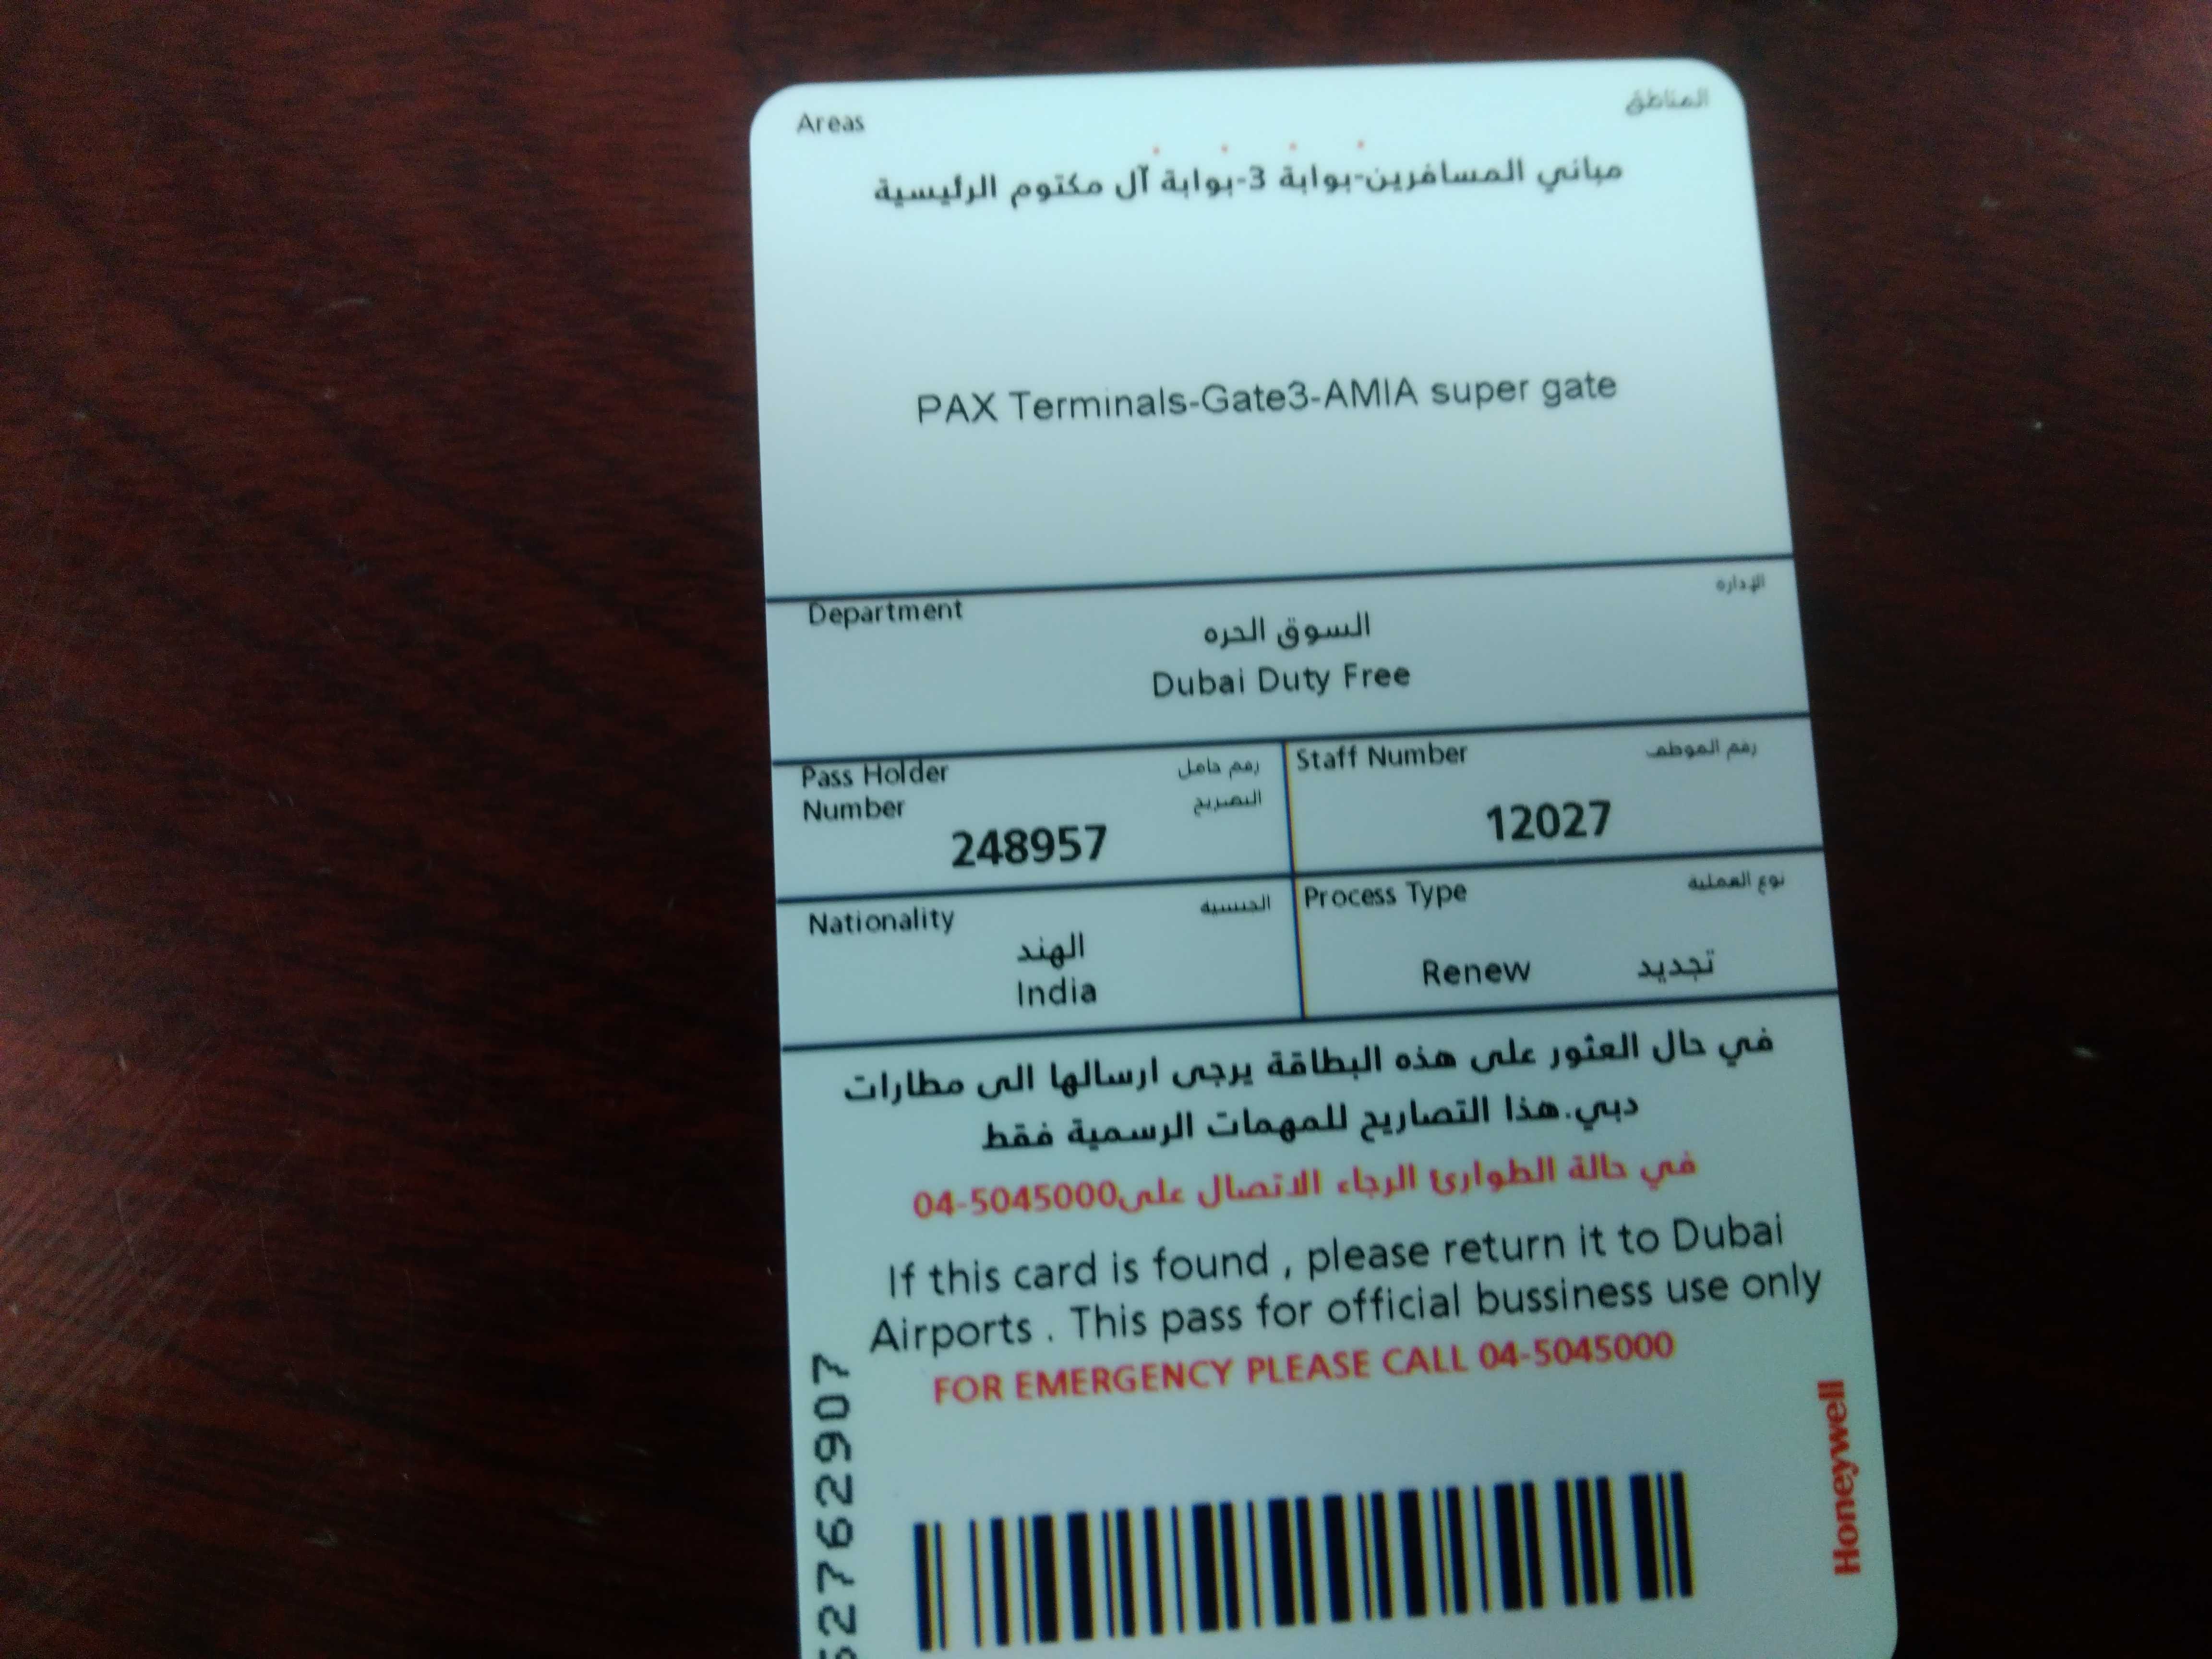 Areas المناطق
مباني المسافرين-بوابة 3-بوابة آل مكتوم الرئيسية
PAX Terminals-Gate3-AMIA super gate
Department الإداره
السوق الحره
Dubai Duty Free
Pass Holder رقم حامل
Number التصريح
248957
Staff Number رقم الموظف
12027
Nationality الجنسيه
الهند
India
Process Type نوع العملية
Renew تجديد
في حال العثور على هذه البطاقة يرجى ارسالها الى مطارات
دبي.هذا التصاريح للمهمات الرسمية فقط
في حالة الطوارئ الرجاء الاتصال على04-5045000
If this card is found , please return it to Dubai
Airports . This pass for official bussiness use only
FOR EMERGENCY PLEASE CALL 04-5045000
Honeywell